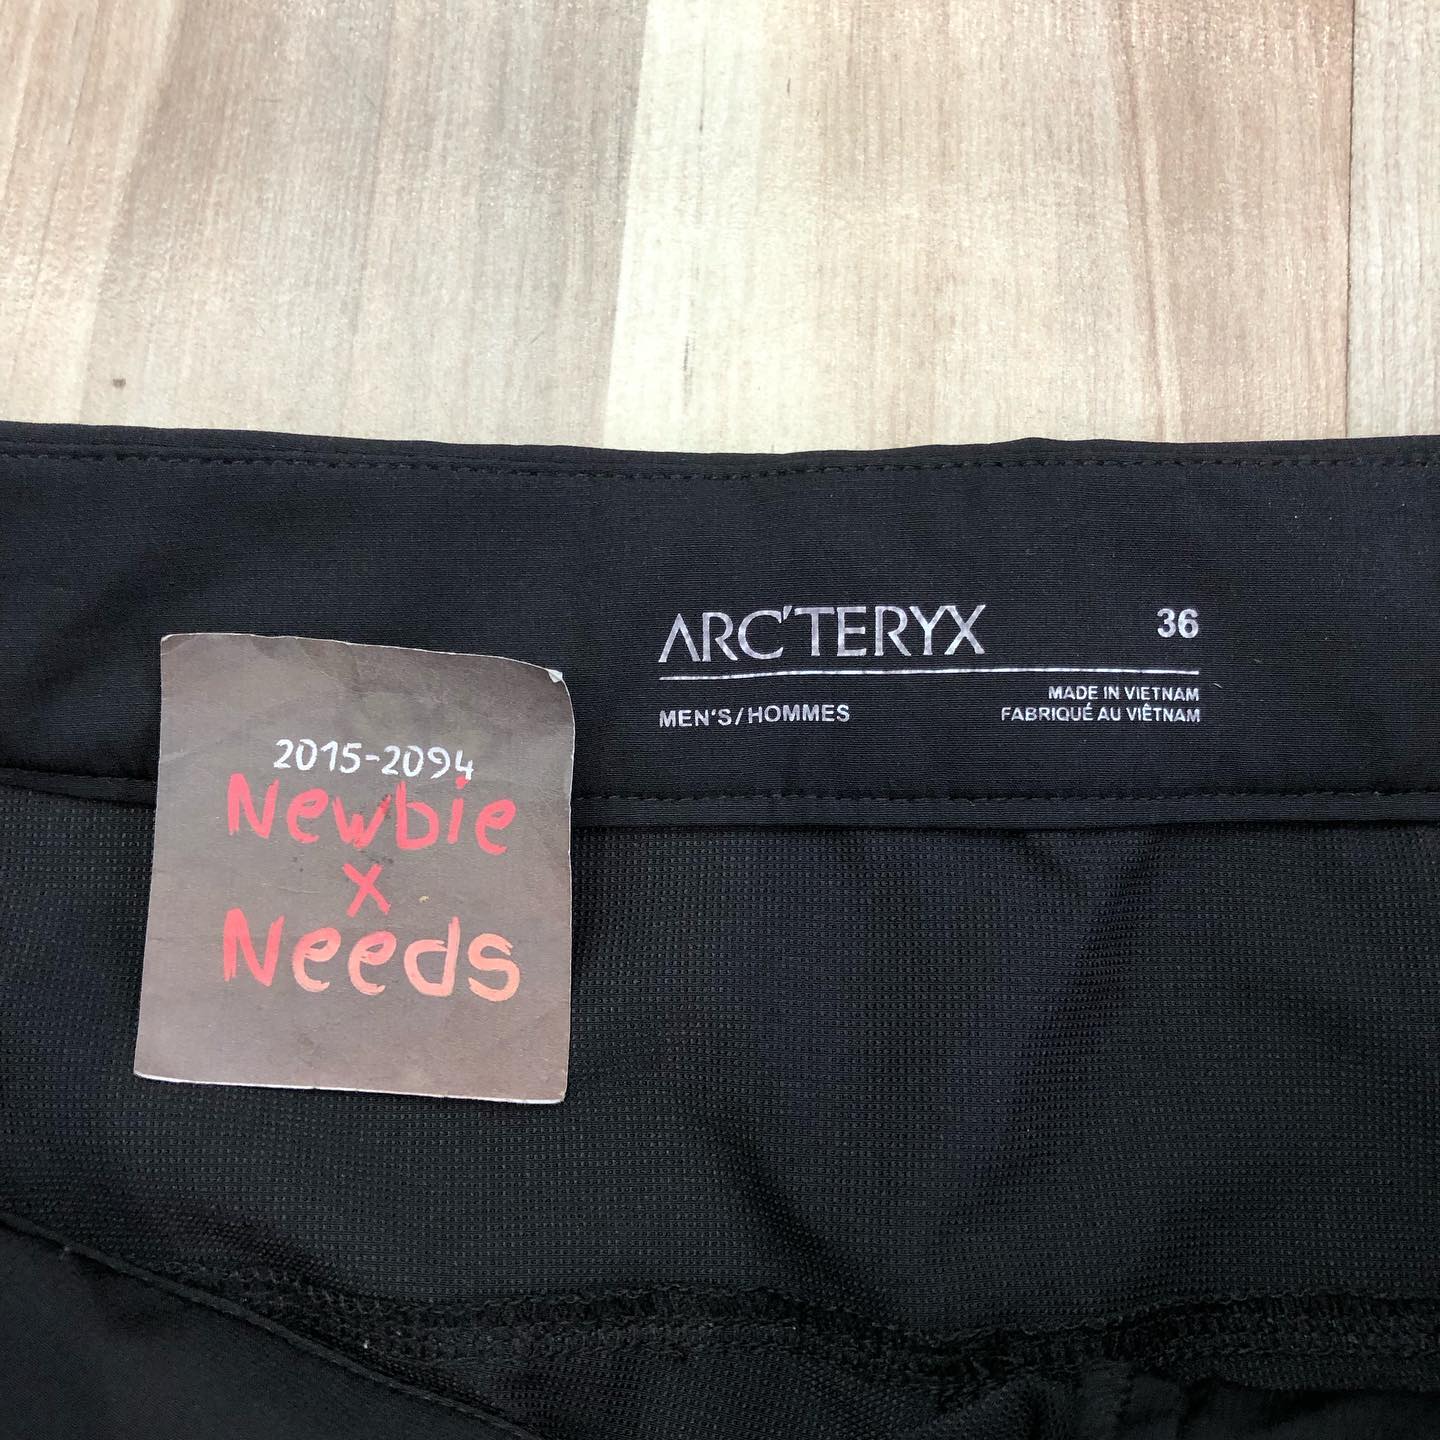 2015-2094
Newbie
x
Needs
ARC'TERYX
36
MEN'S/HOMMES
MADE IN VIETNAM
FABRIQUÉ AU VIÊTNAM